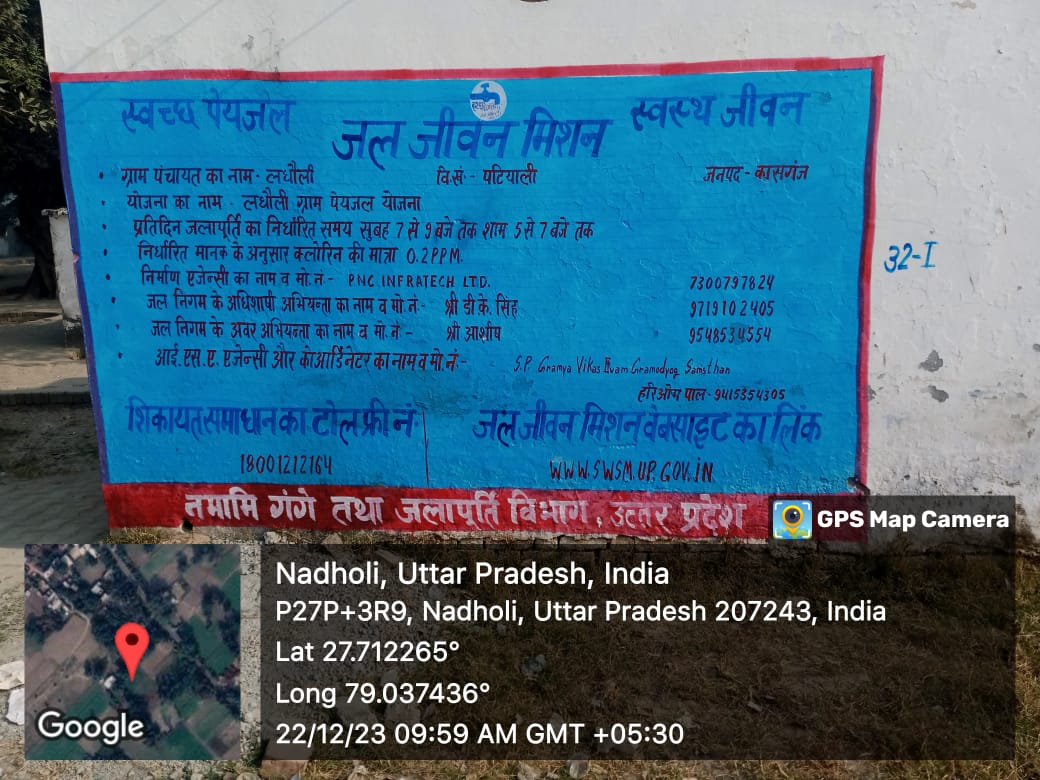 स्वच्छ पेयजल
जल जीवन मिशन
स्वस्थ जीवन
• ग्राम पंचायत का नाम - लधौली वि.सं.- पटियाली जनपद - कासगंज
• योजना का नाम - लधौली ग्राम पेयजल योजना
• प्रतिदिन जलापूर्ति का निर्धारित समय सुबह 7 से 9 बजे तक शाम 5 से 7 बजे तक
• निर्धारित मानक के अनुसार क्लोरिन की मात्रा 0.2 PPM.
• निर्माण एजेन्सी का नाम व मो.नं- PNC INFRATECH LTD. 7300797824
• जल निगम के अधिशाषी अभियन्ता का नाम व मो.नं- श्री डी.के. सिंह 9719102405
• जल निगम के अवर अभियन्ता का नाम व मो.नं- श्री आशीष 9548534554
• आई.एस.ए. एजेन्सी और कोआर्डिनेटर का नाम व मो.नं- S.P Gramya Vikas Evam Gramodyog Sansthan
हरिओम पाल - 9415354305
शिकायत समाधान का टोल फ्री नं-
18001212164
जल जीवन मिशन वेबसाइट का लिंक
WWW.SWSM.UP.GOV.IN
नमामि गंगे तथा जलापूर्ति विभाग, उत्तर प्रदेश
32-I
GPS Map Camera
Nadholi, Uttar Pradesh, India
P27P+3R9, Nadholi, Uttar Pradesh 207243, India
Lat 27.712265°
Long 79.037436°
22/12/23 09:59 AM GMT +05:30
Google